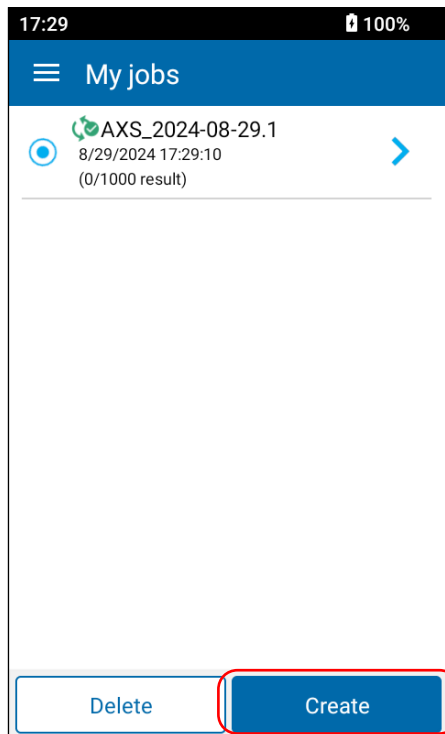 17:29 100%
My jobs
AXS_2024-08-29.1
8/29/2024 17:29:10
(0/1000 result)
Delete Create